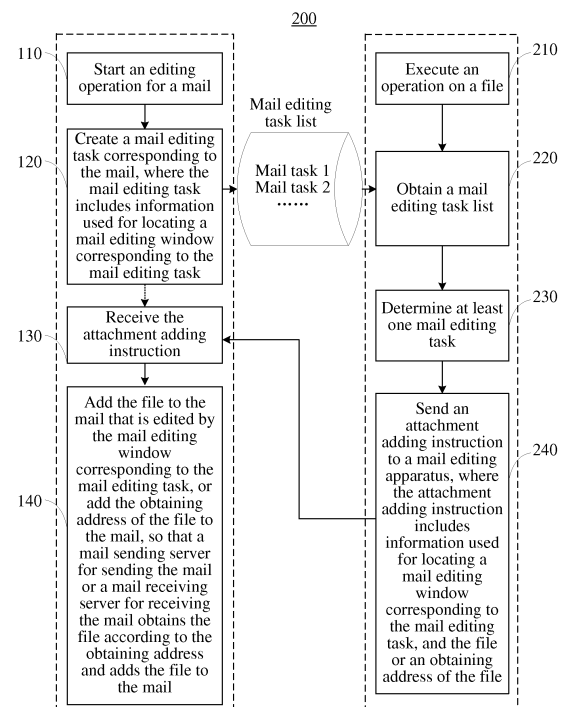 200
110
Start an editing
operation for a mail
120
Create a mail editing
task corresponding to
the mail, where the
mail editing task
includes information
used for locating a
mail editing window
corresponding to the
mail editing task
130
Receive the
attachment adding
instruction
140
Add the file to the
mail that is edited by
the mail editing
window
corresponding to the
mail editing task, or
add the obtaining
address of the file to
the mail, so that a
mail sending server
for sending the mail
or a mail receiving
server for receiving
the mail obtains the
file according to the
obtaining address
and adds the file to
the mail
Mail editing
task list
Mail task 1
Mail task 2
......
210
Execute an
operation on a file
220
Obtain a mail
editing task list
230
Determine at least
one mail editing
task
240
Send an
attachment
adding instruction
to a mail editing
apparatus, where
the attachment
adding instruction
includes
information used
for locating a
mail editing
window
corresponding to
the mail editing
task, and the file
or an obtaining
address of the file